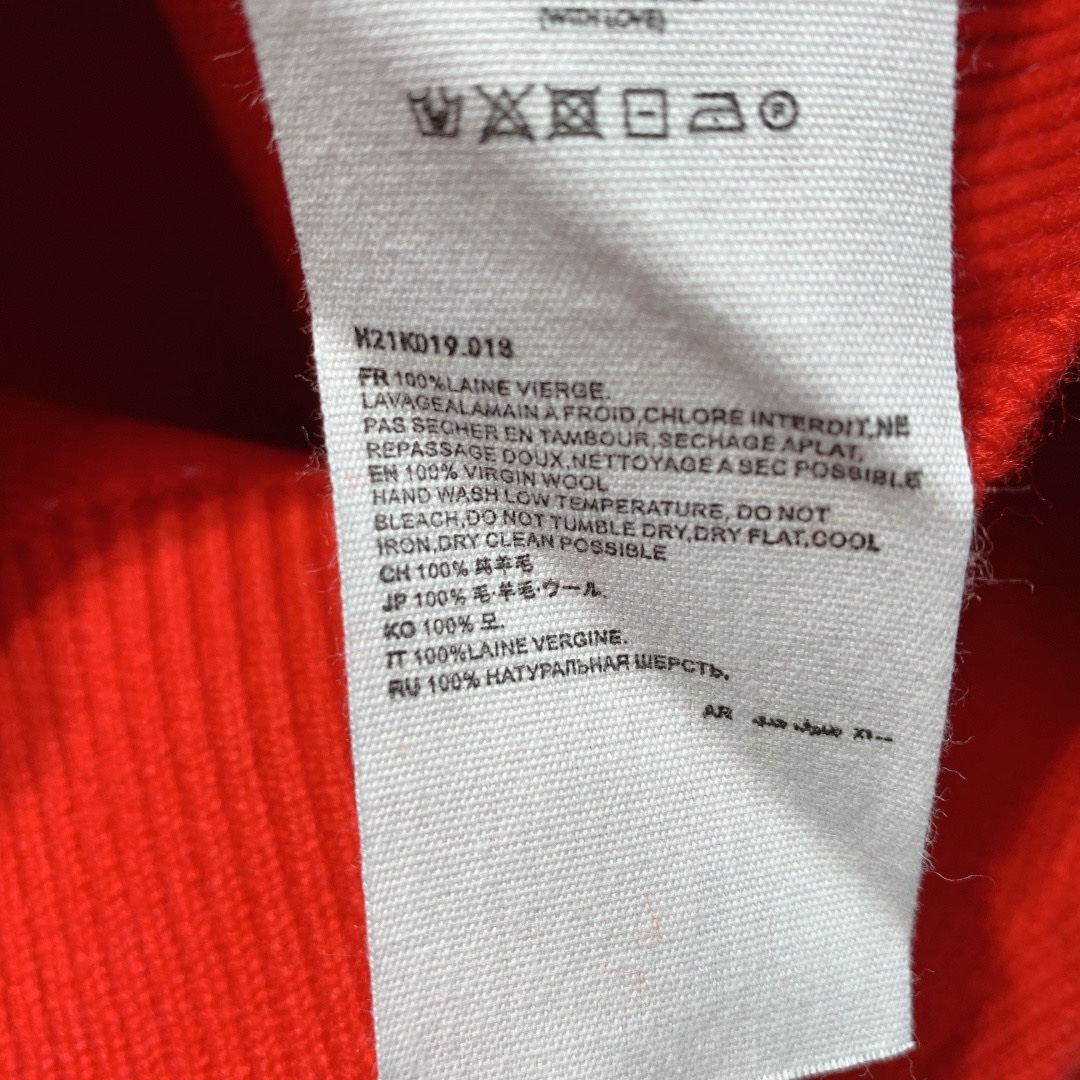 (WITH LOVE)
P
H21K019.018
FR 100%LAINE VIERGE.
LAVAGEALAMAIN A FROID,CHLORE INTERDIT,NE
PAS SECHER EN TAMBOUR,SECHAGE APLAT,
REPASSAGE DOUX,NETTOYAGE A SEC POSSIBLE
EN 100% VIRGIN WOOL
HAND WASH LOW TEMPERATURE, DO NOT
BLEACH,DO NOT TUMBLE DRY,DRY FLAT,COOL
IRON,DRY CLEAN POSSIBLE
CH 100% 纯羊毛
JP 100% 毛·羊毛·ウール.
KO 100% 모.
IT 100%LAINE VERGINE.
RU 100% НАТУРАЛЬНАЯ ШЕРСТЬ.
AR صوف